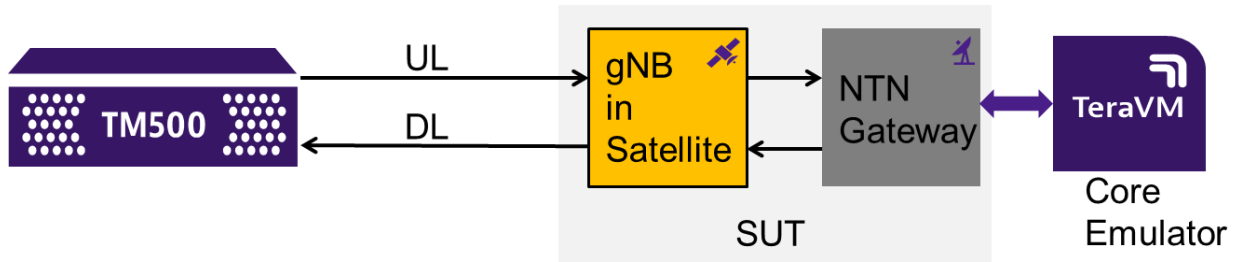 TM500
UL
DL
gNB
in
Satellite
NTN
Gateway
SUT
TeraVM
Core
Emulator